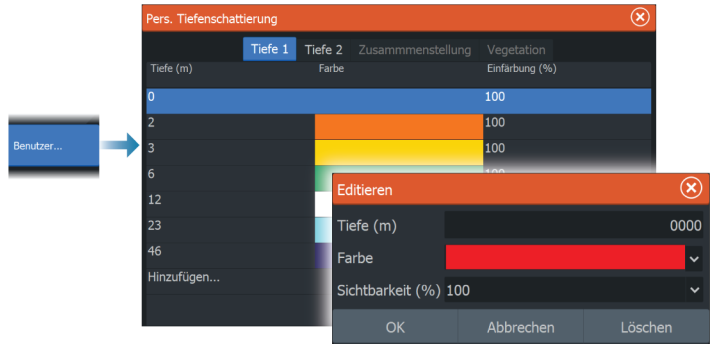 Pers. Tiefenschattierung
Tiefe 1 Tiefe 2 Zusammmenstellung Vegetation
Tiefe (m) Farbe Einfärbung (%)
0 100
2 100
3 100
6 100
12
23
46
Hinzufügen...
Benutzer...
Editieren
Tiefe (m) 0000
Farbe
Sichtbarkeit (%) 100
OK Abbrechen Löschen